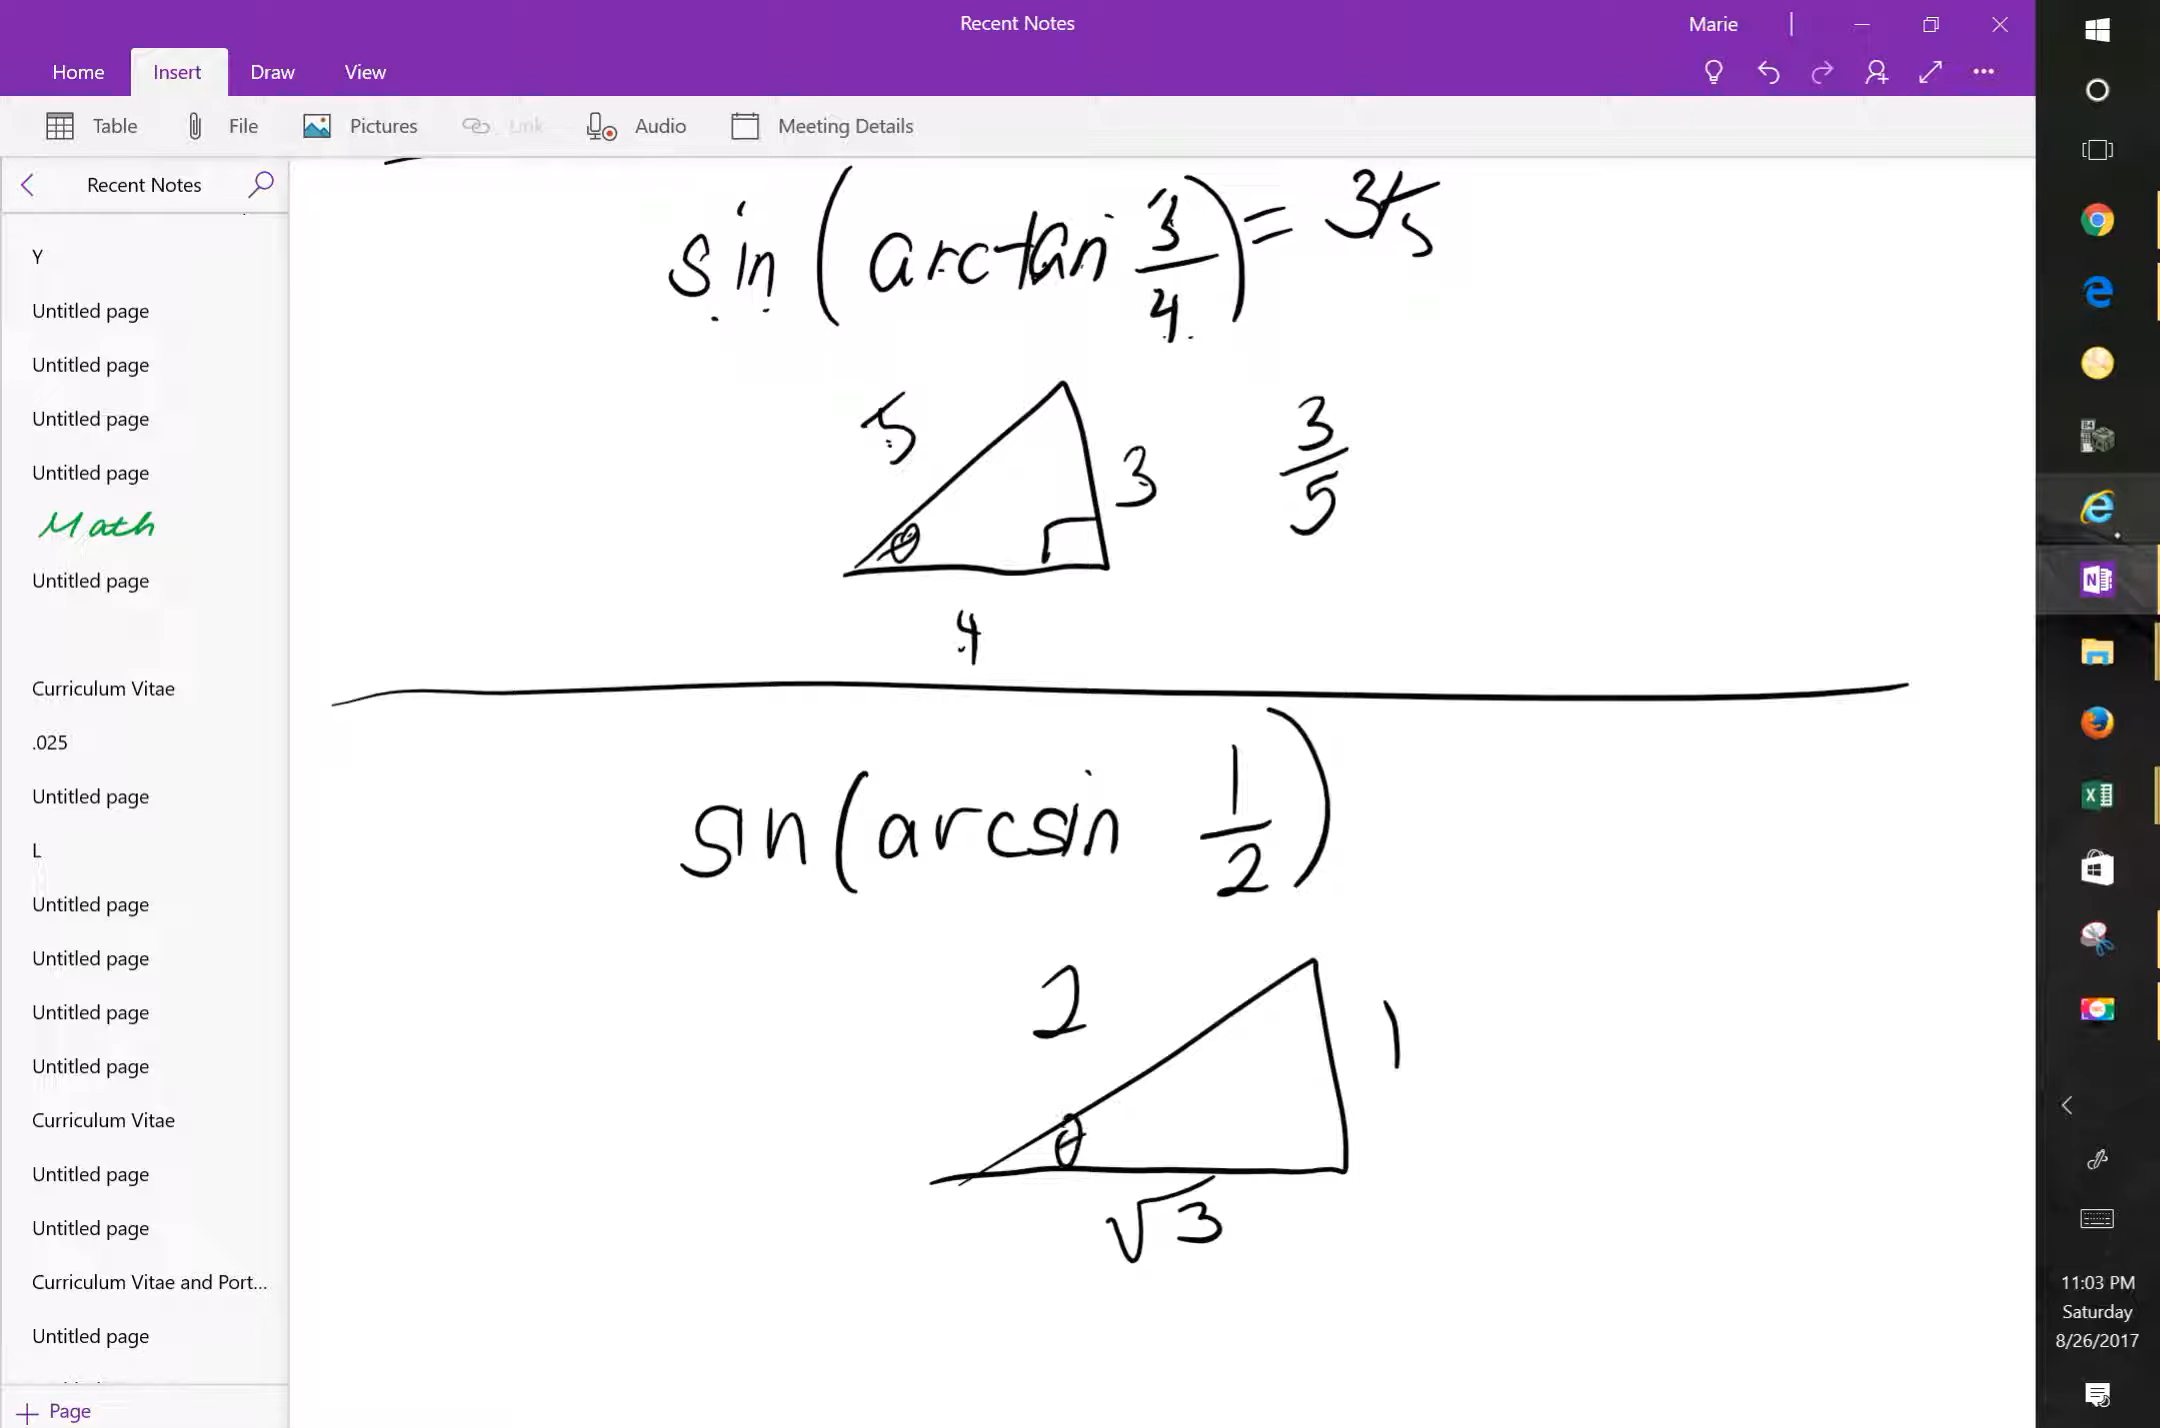 Recent Notes
Marie
Home Insert Draw View
Table File Pictures Link Audio Meeting Details
Recent Notes
Y
Untitled page
Untitled page
Untitled page
Untitled page
Math
Untitled page
Curriculum Vitae
.025
Untitled page
L
Untitled page
Untitled page
Untitled page
Untitled page
Curriculum Vitae
Untitled page
Untitled page
Curriculum Vitae and Port...
Untitled page
Page
sin(arctan 3/4) = 3/5
5
3
3/5
θ
4
sin(arcsin 1/2)
2
1
θ
√3
11:03 PM
Saturday
8/26/2017